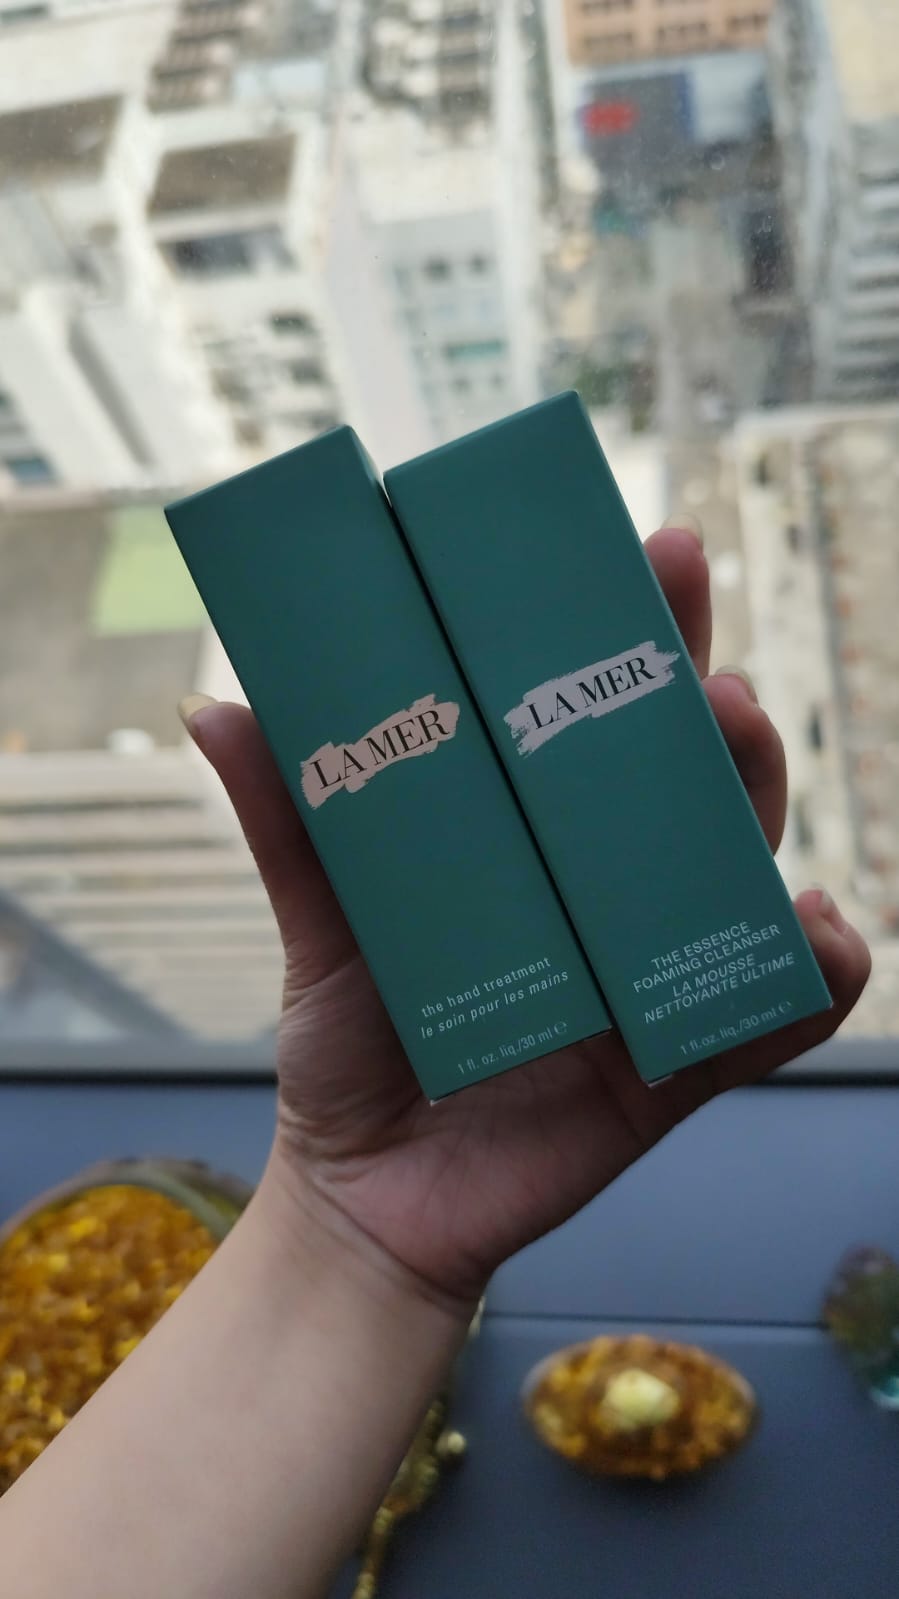 LA MER
the hand treatment
le soin pour les mains
1 fl. oz. liq./30 ml ℮
LA MER
THE ESSENCE
FOAMING CLEANSER
LA MOUSSE
NETTOYANTE ULTIME
1 fl.oz. liq./30 ml ℮